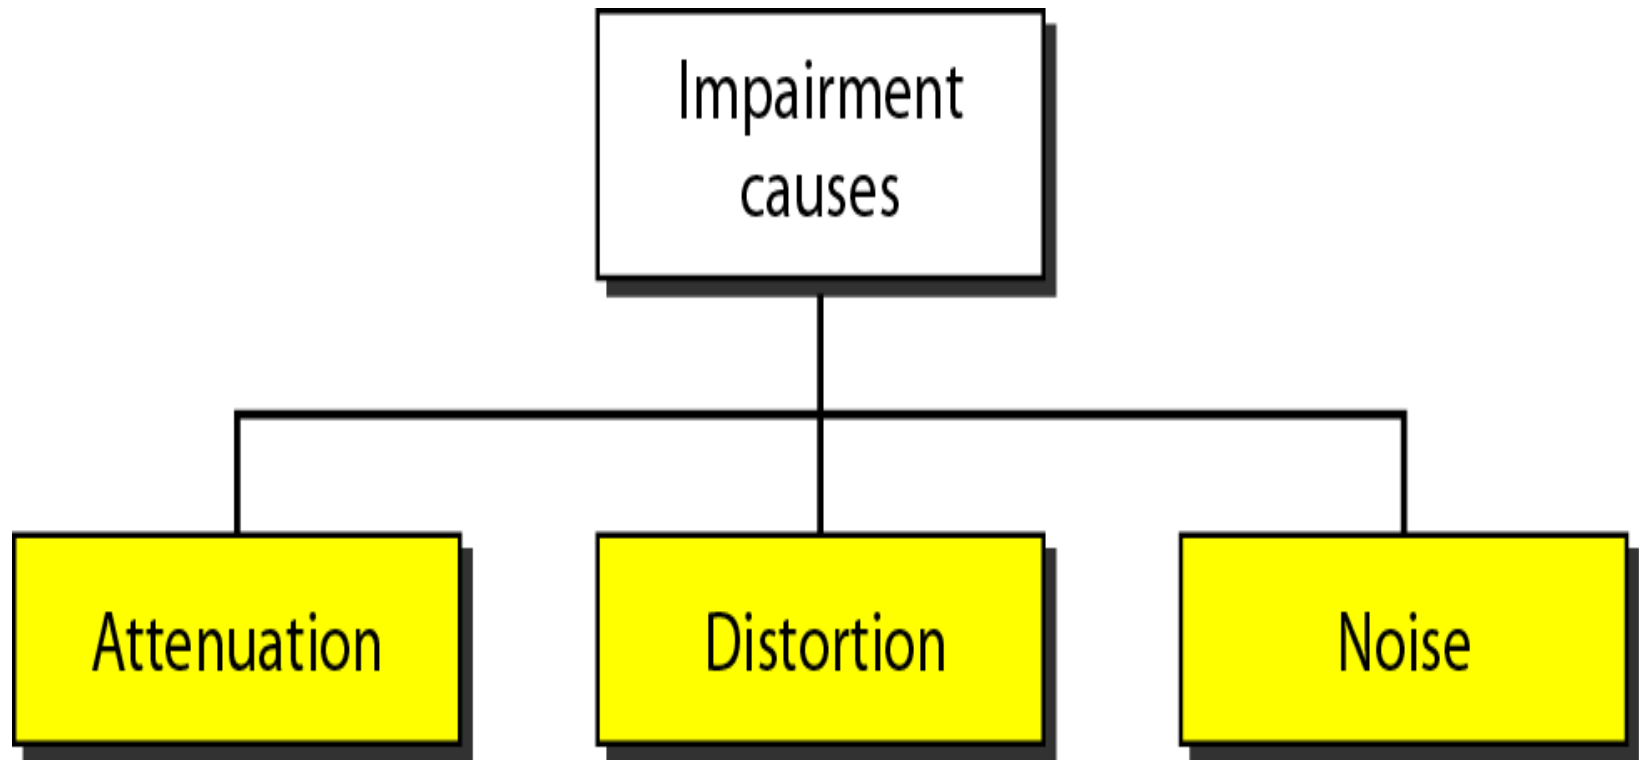 Impairment
causes
Attenuation
Distortion
Noise